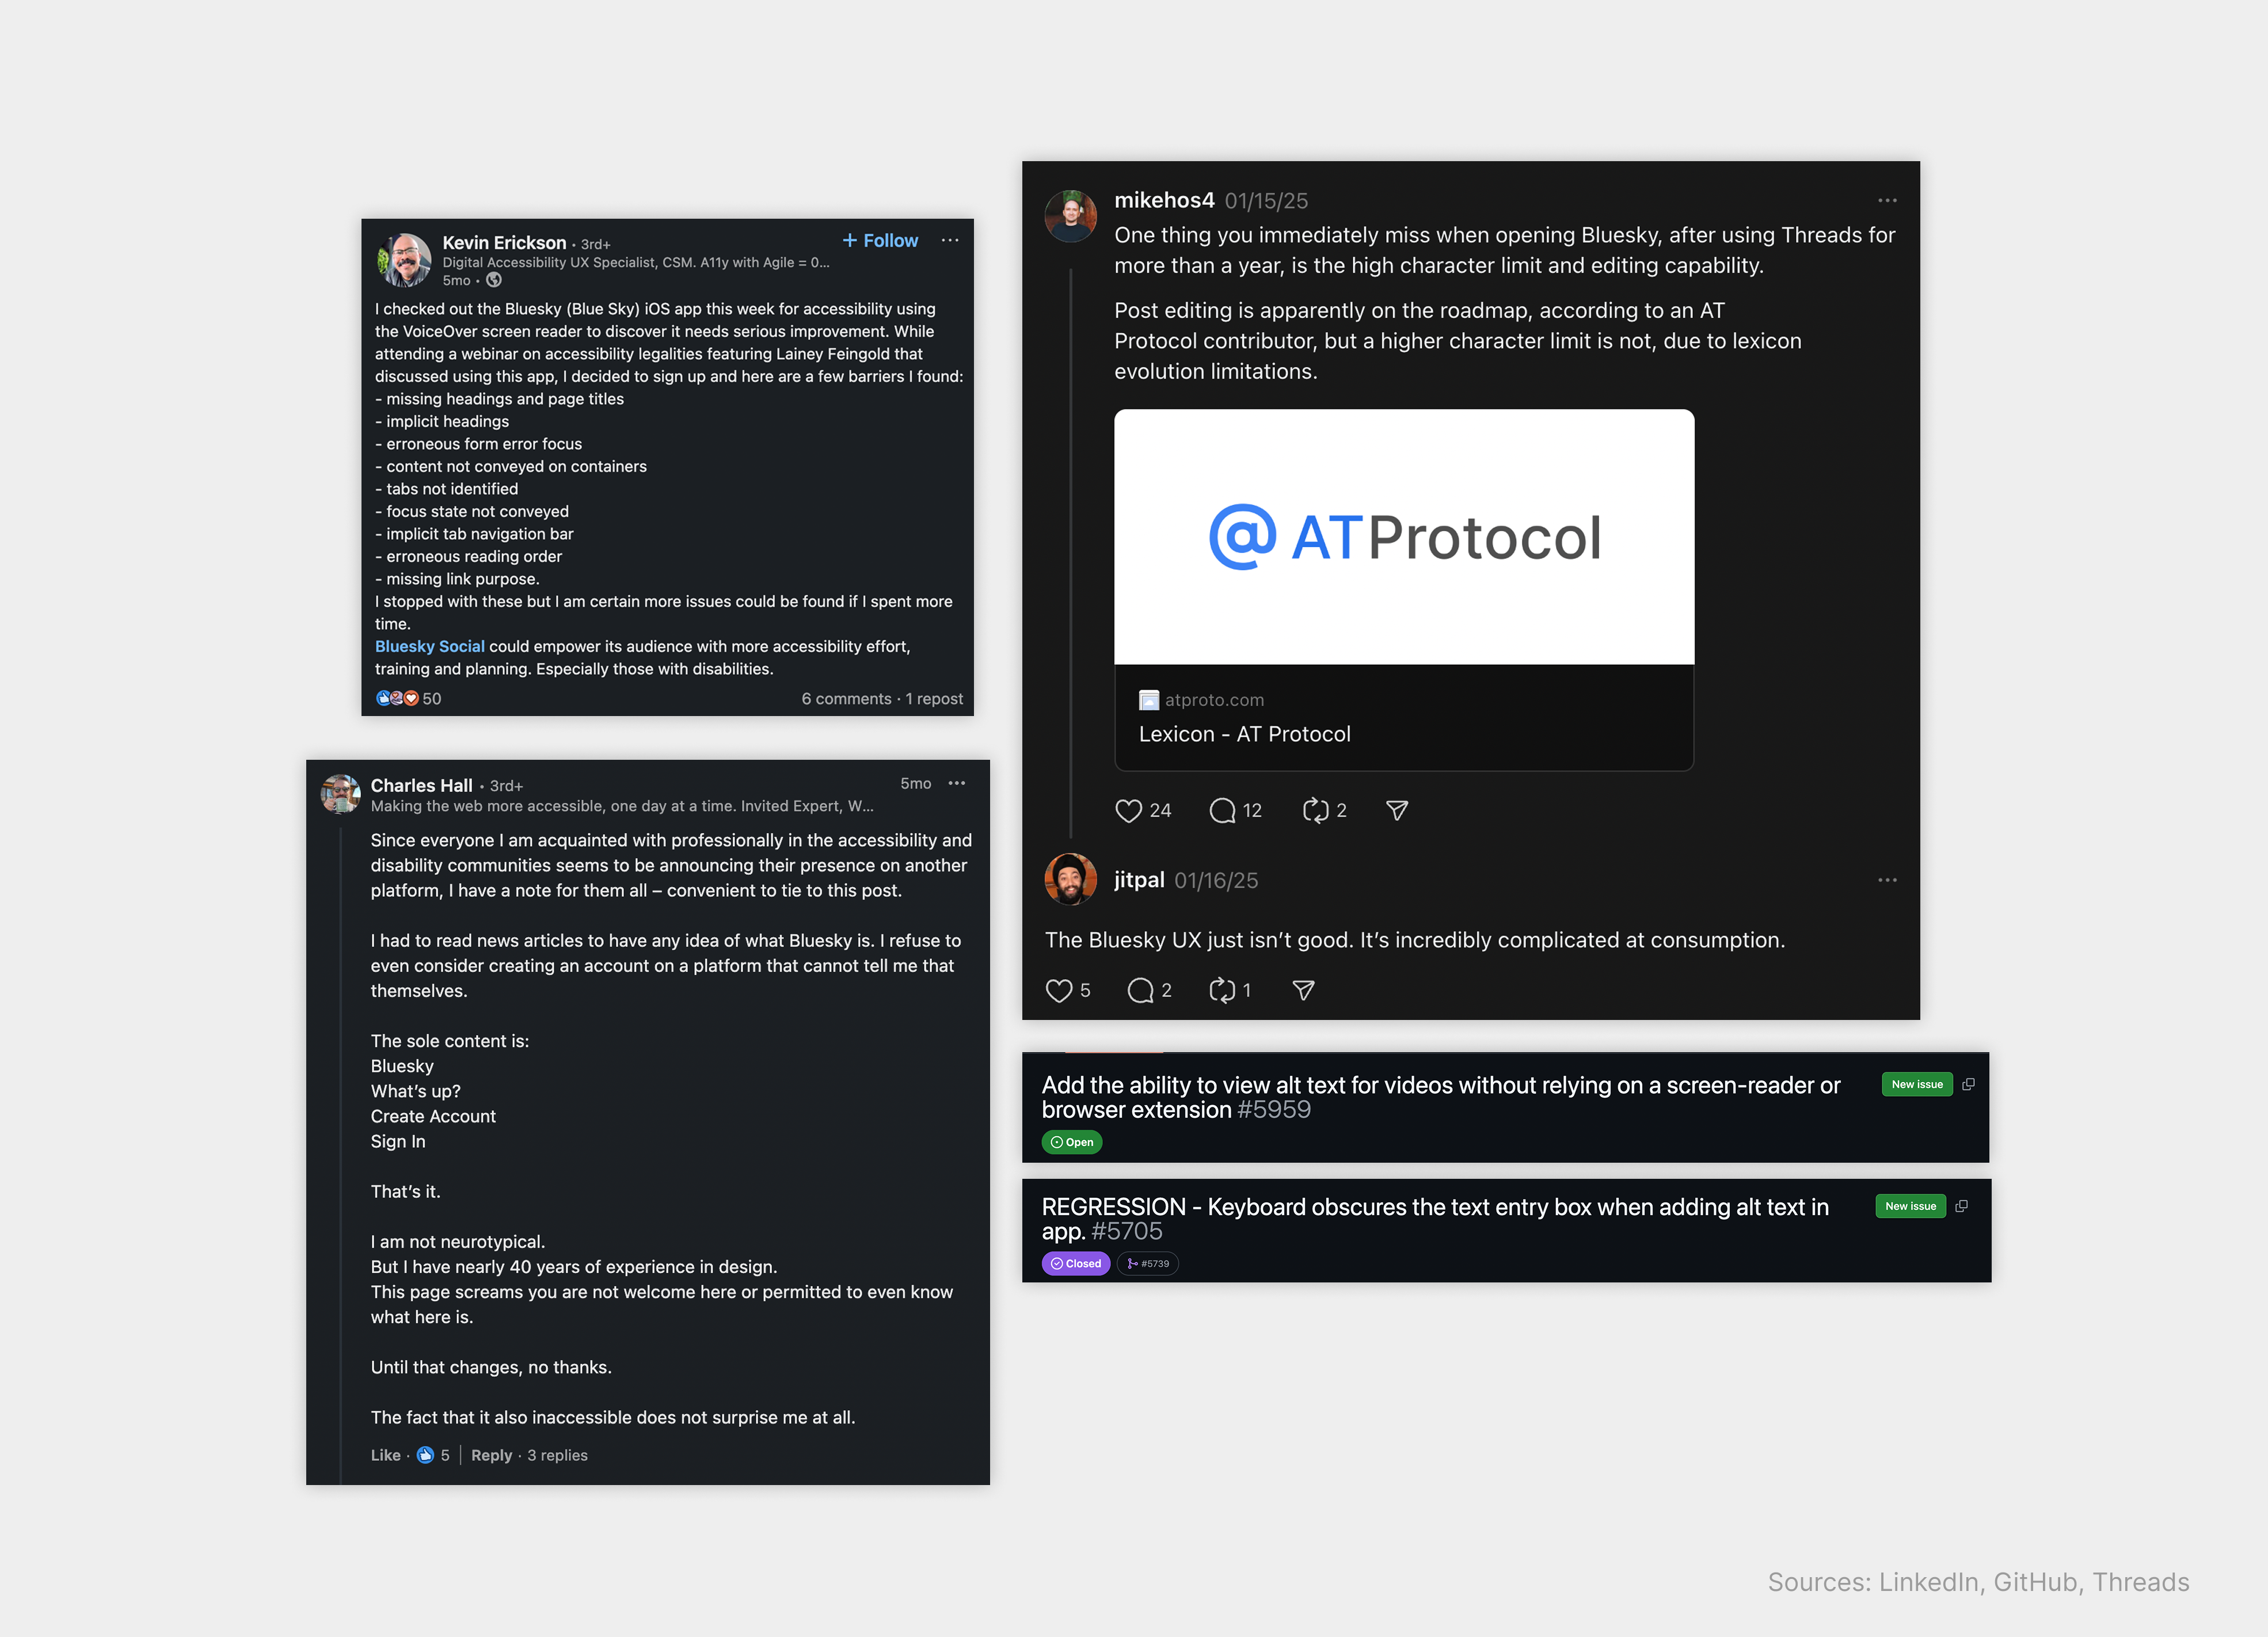 Kevin Erickson • 3rd+
+ Follow ...
Digital Accessibility UX Specialist, CSM. A11y with Agile = 0...
5mo •
I checked out the Bluesky (Blue Sky) iOS app this week for accessibility using
the VoiceOver screen reader to discover it needs serious improvement. While
attending a webinar on accessibility legalities featuring Lainey Feingold that
discussed using this app, I decided to sign up and here are a few barriers I found:
- missing headings and page titles
- implicit headings
- erroneous form error focus
- content not conveyed on containers
- tabs not identified
- focus state not conveyed
- implicit tab navigation bar
- erroneous reading order
- missing link purpose.
I stopped with these but I am certain more issues could be found if I spent more
time.
Bluesky Social could empower its audience with more accessibility effort,
training and planning. Especially those with disabilities.
50
6 comments · 1 repost
Charles Hall • 3rd+
5mo ...
Making the web more accessible, one day at a time. Invited Expert, W...
Since everyone I am acquainted with professionally in the accessibility and
disability communities seems to be announcing their presence on another
platform, I have a note for them all – convenient to tie to this post.
I had to read news articles to have any idea of what Bluesky is. I refuse to
even consider creating an account on a platform that cannot tell me that
themselves.
The sole content is:
Bluesky
What's up?
Create Account
Sign In
That's it.
I am not neurotypical.
But I have nearly 40 years of experience in design.
This page screams you are not welcome here or permitted to even know
what here is.
Until that changes, no thanks.
The fact that it also inaccessible does not surprise me at all.
Like · 5 | Reply · 3 replies
mikehos4 01/15/25
One thing you immediately miss when opening Bluesky, after using Threads for
more than a year, is the high character limit and editing capability.
Post editing is apparently on the roadmap, according to an AT
Protocol contributor, but a higher character limit is not, due to lexicon
evolution limitations.
@ ATProtocol
atproto.com
Lexicon - AT Protocol
24 12 2
jitpal 01/16/25
The Bluesky UX just isn't good. It's incredibly complicated at consumption.
5 2 1
Add the ability to view alt text for videos without relying on a screen-reader or
browser extension #5959
New issue
Open
REGRESSION - Keyboard obscures the text entry box when adding alt text in
app. #5705
New issue
Closed #5739
Sources: LinkedIn, GitHub, Threads